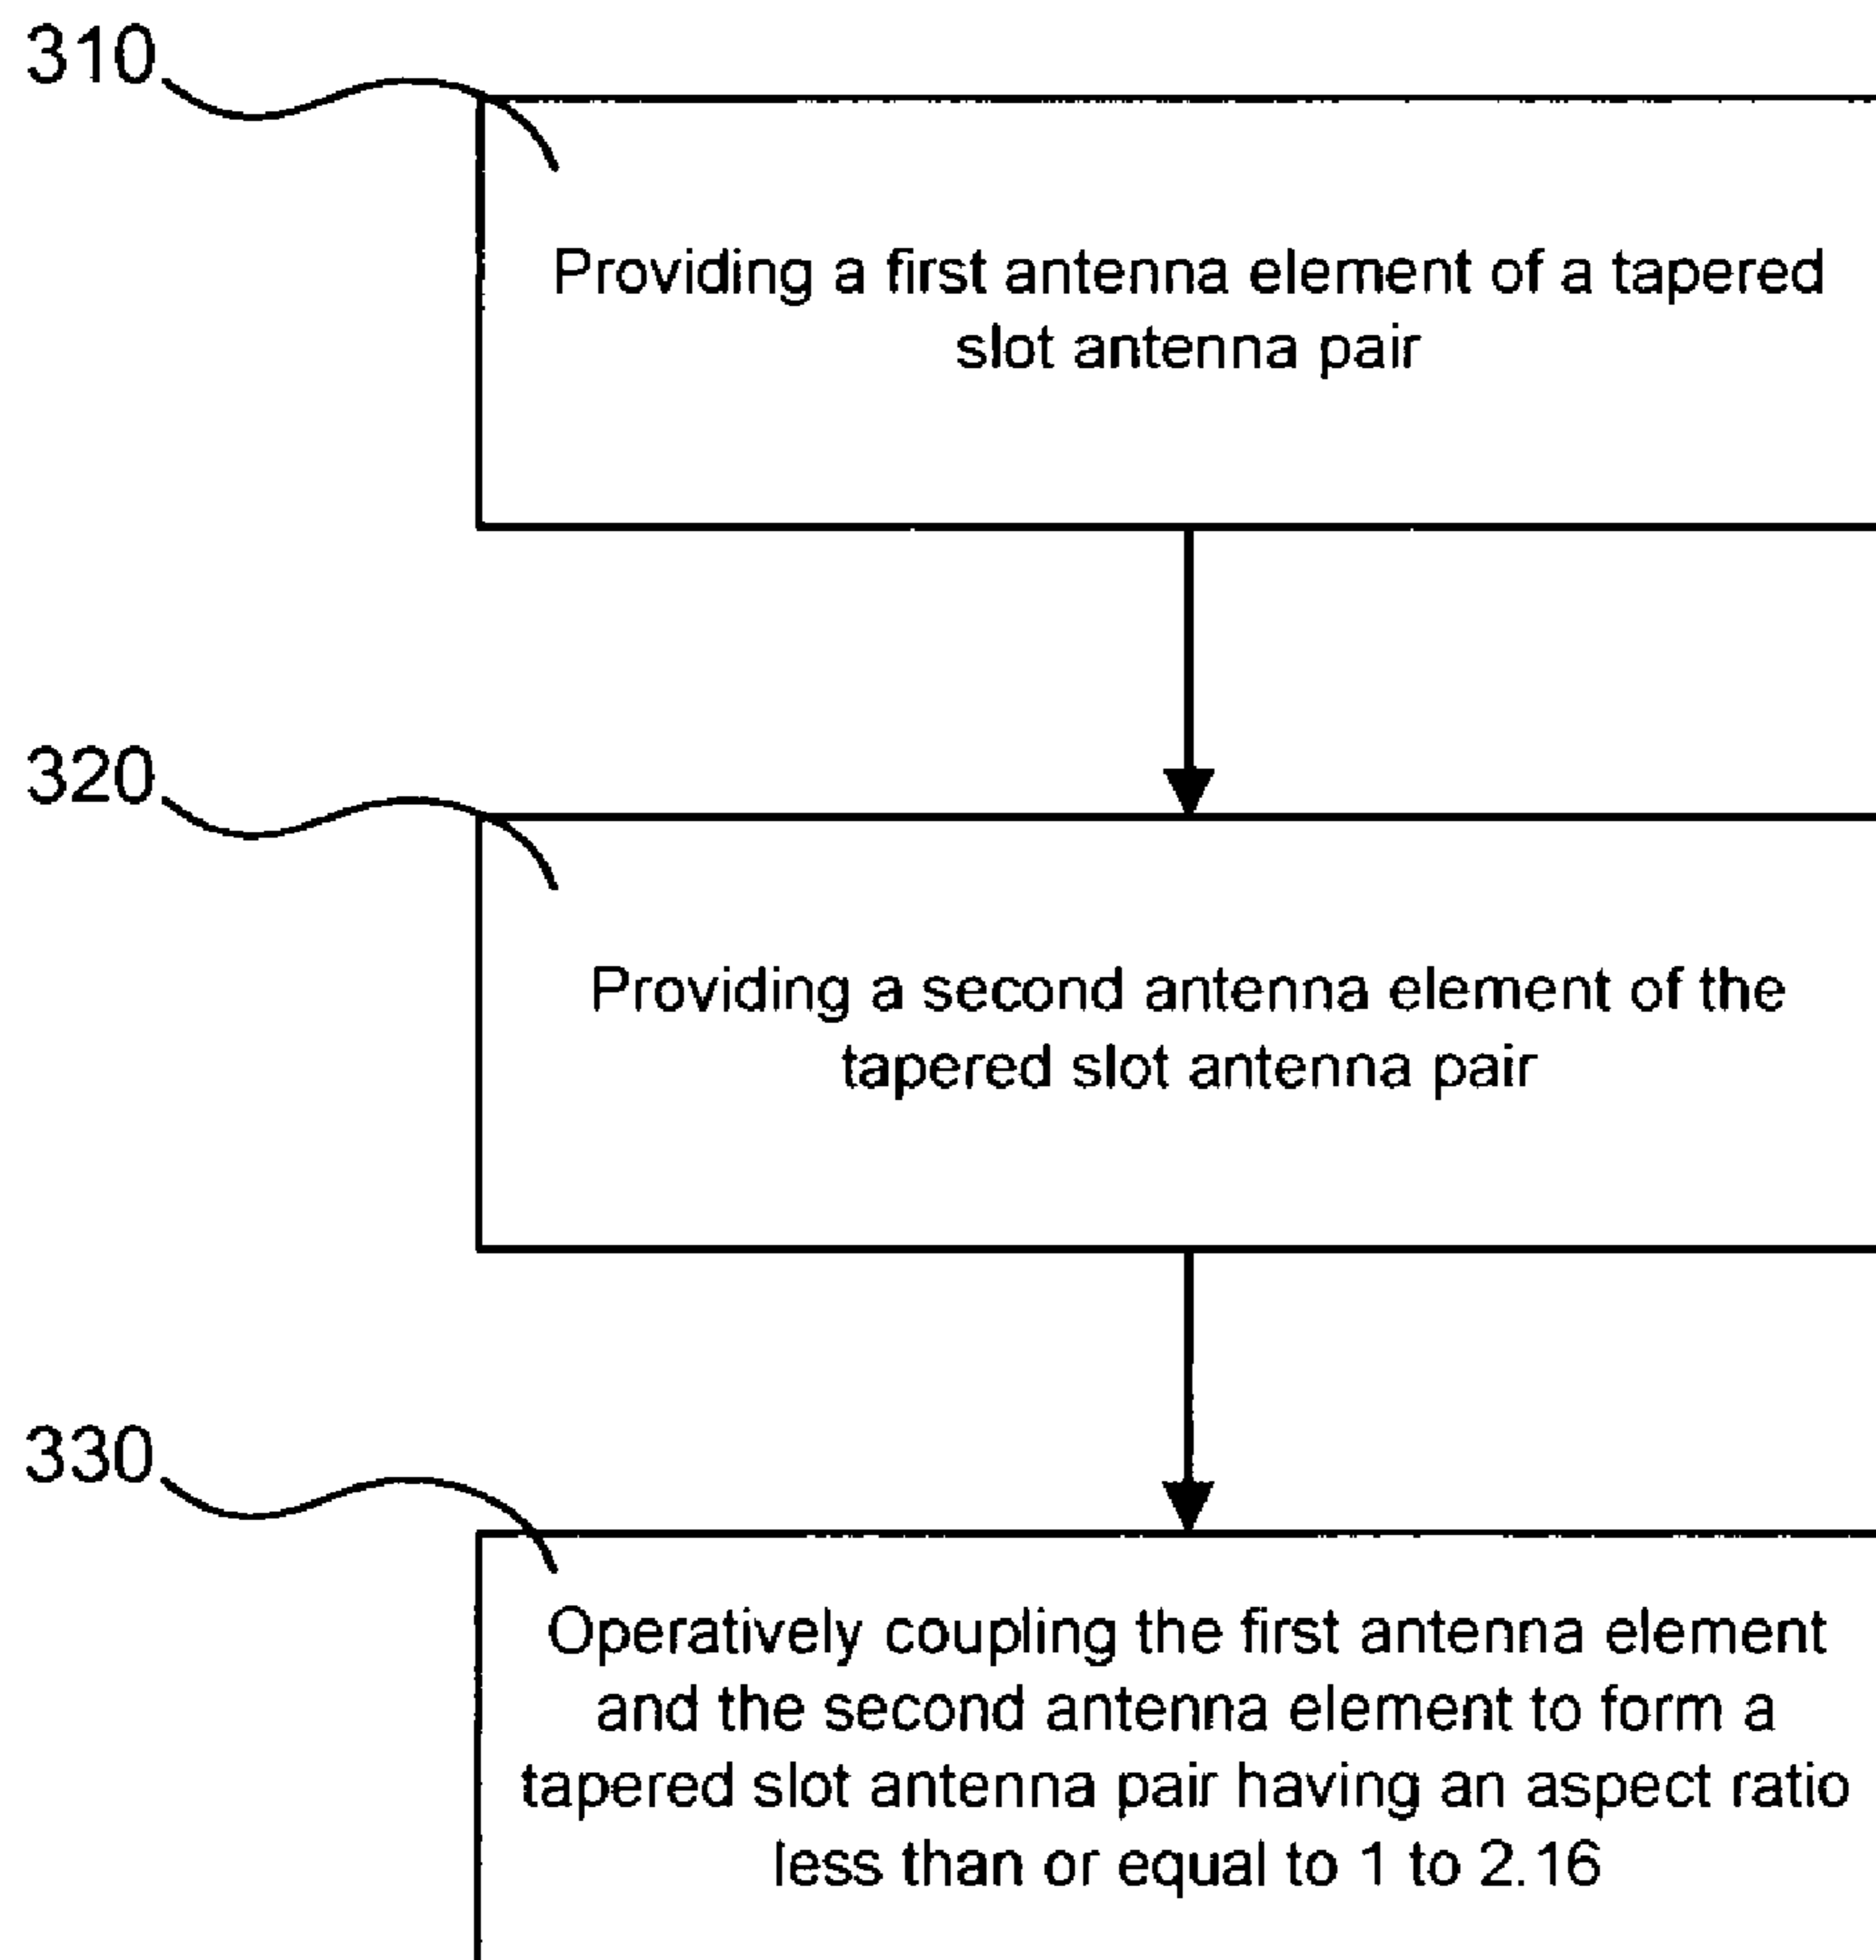 310
Providing a first antenna element of a tapered
slot antenna pair
320
Providing a second antenna element of the
tapered slot antenna pair
330
Operatively coupling the first antenna element
and the second antenna element to form a
tapered slot antenna pair having an aspect ratio
less than or equal to 1 to 2.16